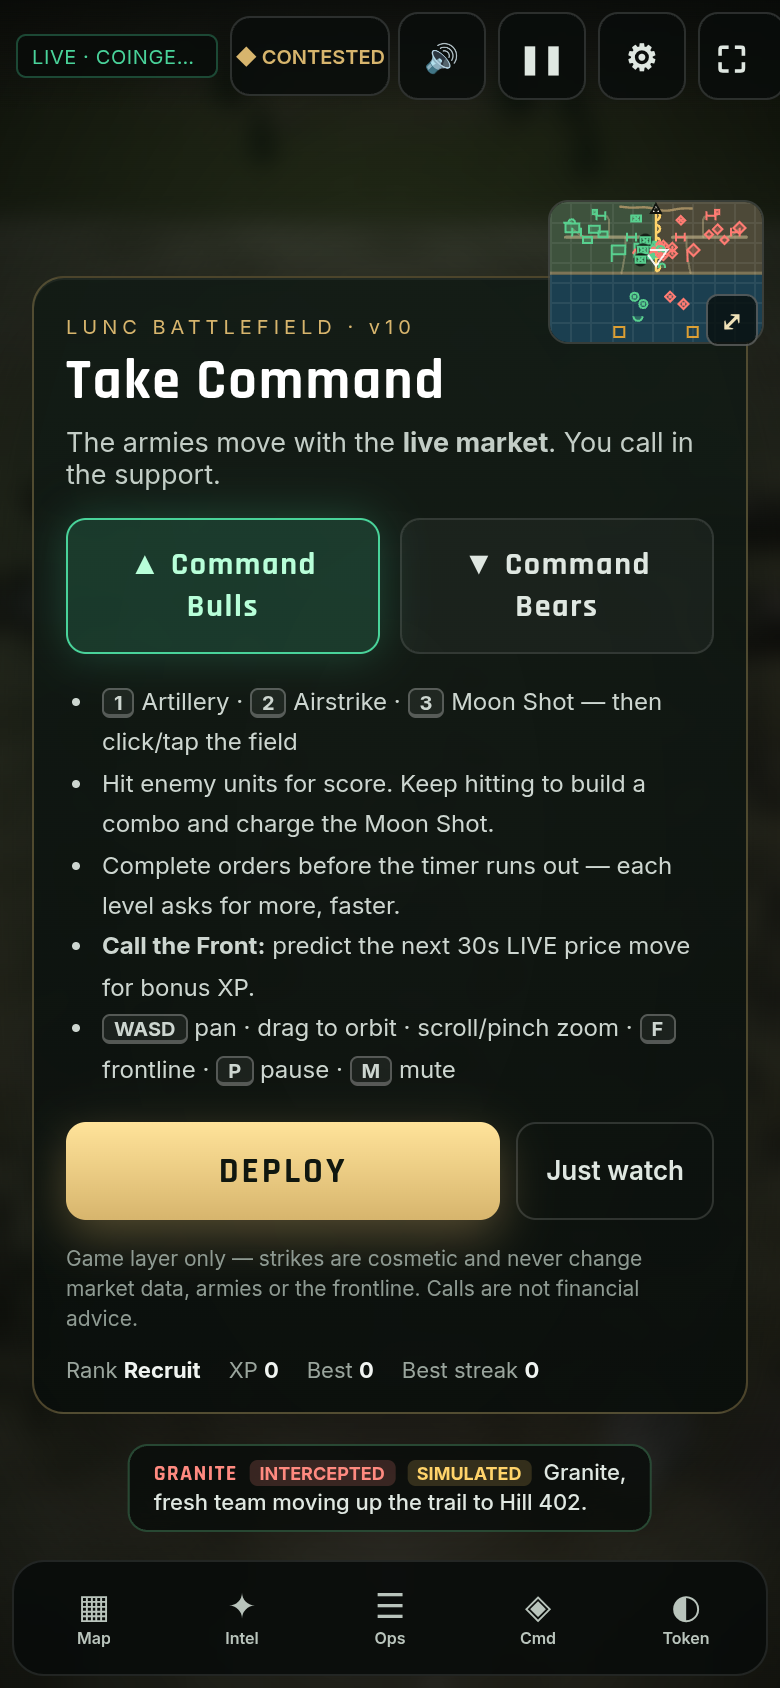 LIVE · COINGE...
◆ CONTESTED
LUNC BATTLEFIELD · v10
Take Command
The armies move with the live market. You call in
the support.
▲ Command
Bulls
▼ Command
Bears
• 1 Artillery · 2 Airstrike · 3 Moon Shot — then
click/tap the field
• Hit enemy units for score. Keep hitting to build a
combo and charge the Moon Shot.
• Complete orders before the timer runs out — each
level asks for more, faster.
• Call the Front: predict the next 30s LIVE price move
for bonus XP.
• WASD pan · drag to orbit · scroll/pinch zoom · F
frontline · P pause · M mute
DEPLOY
Just watch
Game layer only — strikes are cosmetic and never change
market data, armies or the frontline. Calls are not financial
advice.
Rank Recruit XP 0 Best 0 Best streak 0
GRANITE INTERCEPTED SIMULATED Granite,
fresh team moving up the trail to Hill 402.
Map
Intel
Ops
Cmd
Token